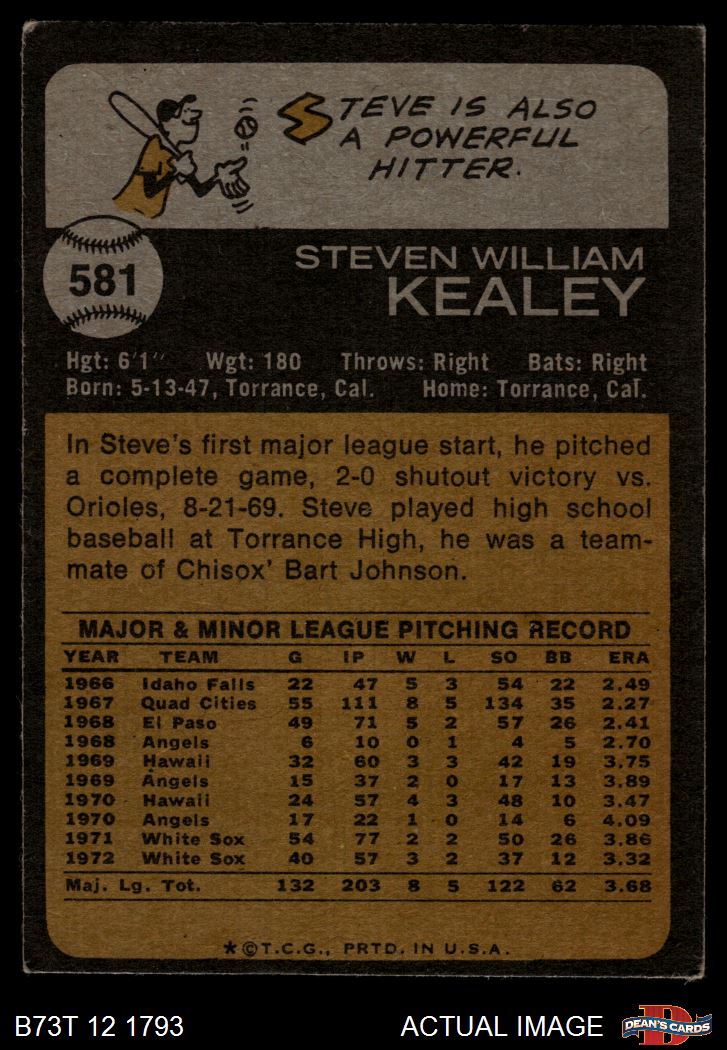 STEVE IS ALSO
A POWERFUL
HITTER.
581
STEVEN WILLIAM
KEALEY
Hgt: 6'1" Wgt: 180 Throws: Right Bats: Right
Born: 5-13-47, Torrance, Cal. Home: Torrance, Cal.
In Steve's first major league start, he pitched
a complete game, 2-0 shutout victory vs.
Orioles, 8-21-69. Steve played high school
baseball at Torrance High, he was a team-
mate of Chisox' Bart Johnson.
MAJOR & MINOR LEAGUE PITCHING RECORD
YEAR TEAM G IP W L SO BB ERA
1966 Idaho Falls 22 47 5 3 54 22 2.49
1967 Quad Cities 55 111 8 5 134 35 2.27
1968 El Paso 49 71 5 2 57 26 2.41
1968 Angels 6 10 0 1 4 5 2.70
1969 Hawaii 32 60 3 3 42 19 3.75
1969 Angels 15 37 2 0 17 13 3.89
1970 Hawaii 24 57 4 3 48 10 3.47
1970 Angels 17 22 1 0 14 6 4.09
1971 White Sox 54 77 2 2 50 26 3.86
1972 White Sox 40 57 3 2 37 12 3.32
Maj. Lg. Tot. 132 203 8 5 122 62 3.68
*©T.C.G., PRTD. IN U.S.A.
B73T 12 1793 ACTUAL IMAGE DEAN'S CARDS